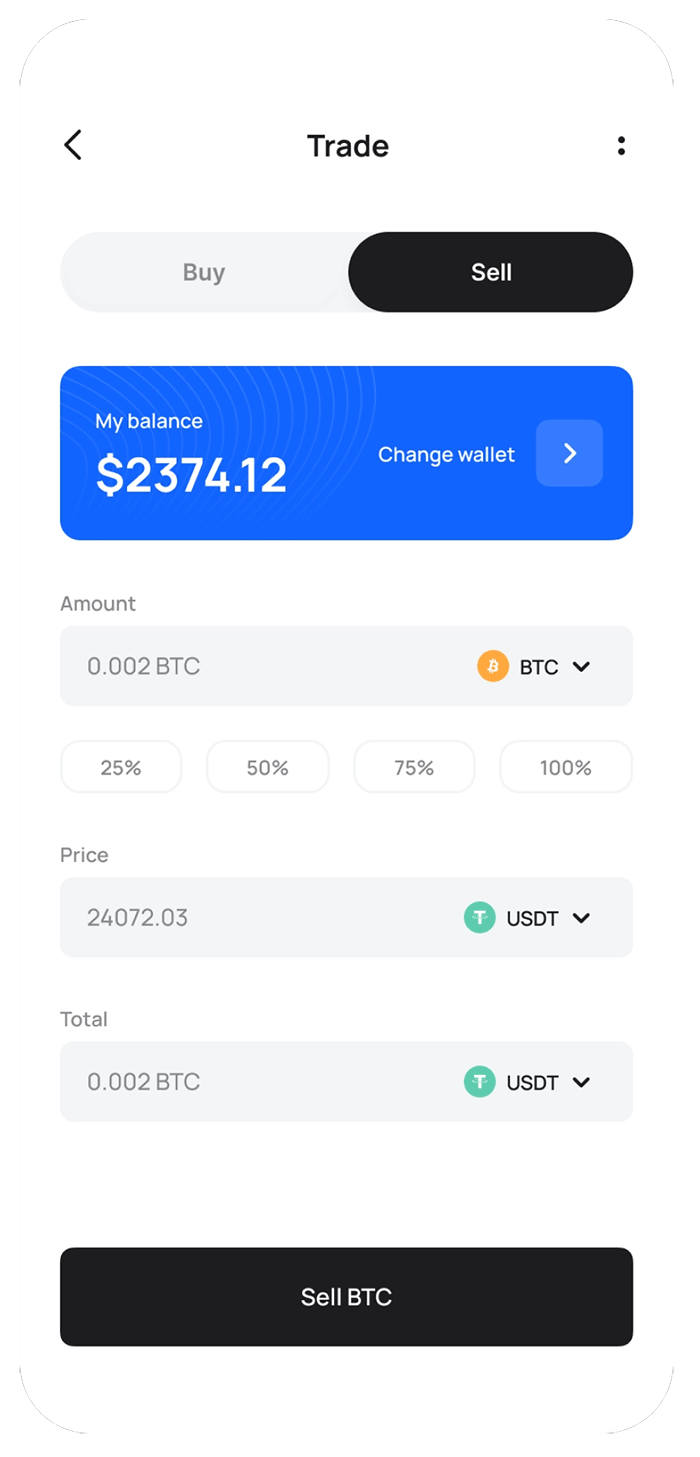 Trade
Buy
Sell
My balance
$2374.12
Change wallet
Amount
0.002 BTC
BTC
25%
50%
75%
100%
Price
24072.03
USDT
Total
0.002 BTC
USDT
Sell BTC